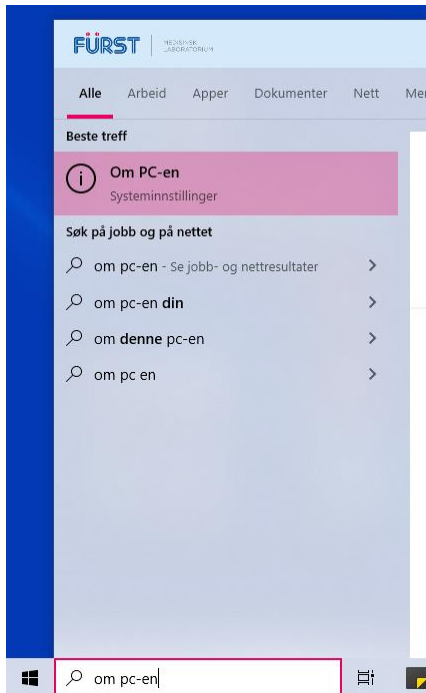 FÜRST MEDISINSK
LABORATORIUM
Alle Arbeid Apper Dokumenter Nett Mer
Beste treff
Om PC-en
Systeminnstillinger
Søk på jobb og på nettet
om pc-en - Se jobb- og nettresultater
om pc-en din
om denne pc-en
om pc en
om pc-en